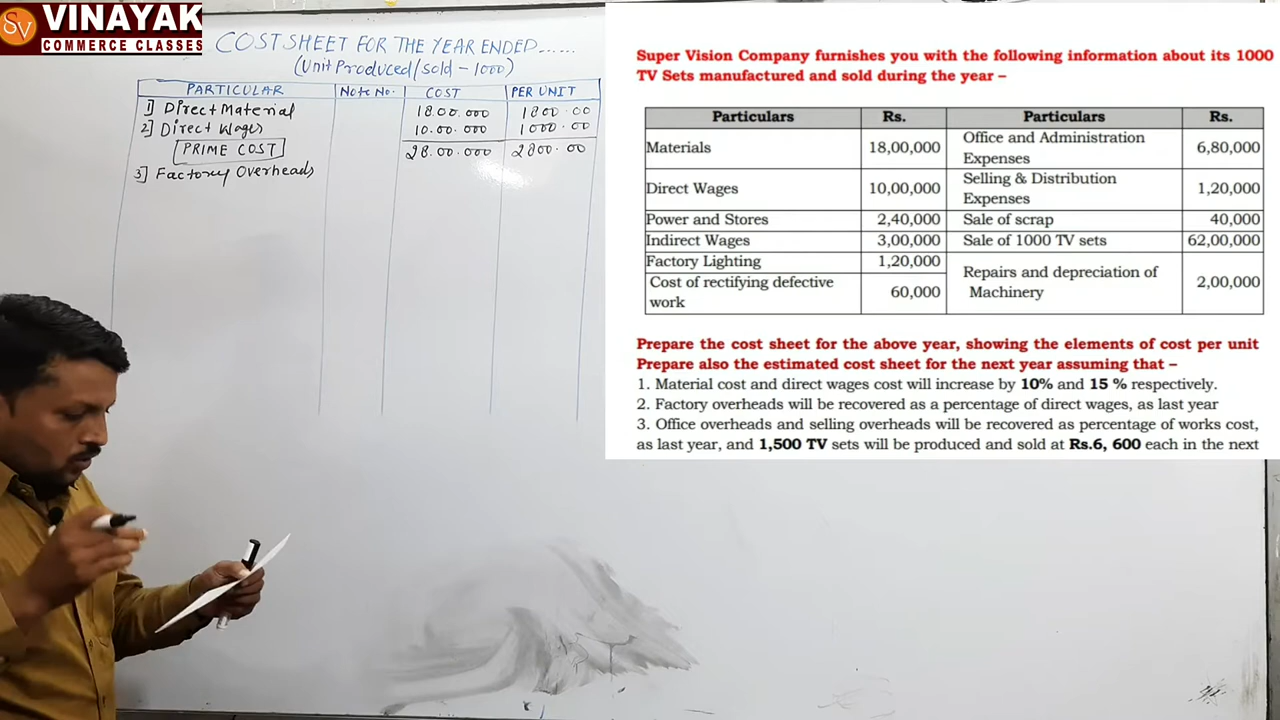 SV VINAYAK
COMMERCE CLASSES
COST SHEET FOR THE YEAR ENDED......
(Unit Produced/Sold - 1000)
PARTICULAR Note No. COST PER UNIT
1] Direct Material 18.00.000 1800.00
2] Direct Wages 10.00.000 1000.00
PRIME COST 28.00.000 2800.00
3] Factory Overheads
Super Vision Company furnishes you with the following information about its 1000
TV Sets manufactured and sold during the year –
Particulars Rs. Particulars Rs.
Materials 18,00,000 Office and Administration Expenses 6,80,000
Direct Wages 10,00,000 Selling & Distribution Expenses 1,20,000
Power and Stores 2,40,000 Sale of scrap 40,000
Indirect Wages 3,00,000 Sale of 1000 TV sets 62,00,000
Factory Lighting 1,20,000 Repairs and depreciation of Machinery 2,00,000
Cost of rectifying defective work 60,000
Prepare the cost sheet for the above year, showing the elements of cost per unit
Prepare also the estimated cost sheet for the next year assuming that –
1. Material cost and direct wages cost will increase by 10% and 15 % respectively.
2. Factory overheads will be recovered as a percentage of direct wages, as last year
3. Office overheads and selling overheads will be recovered as percentage of works cost,
as last year, and 1,500 TV sets will be produced and sold at Rs.6, 600 each in the next